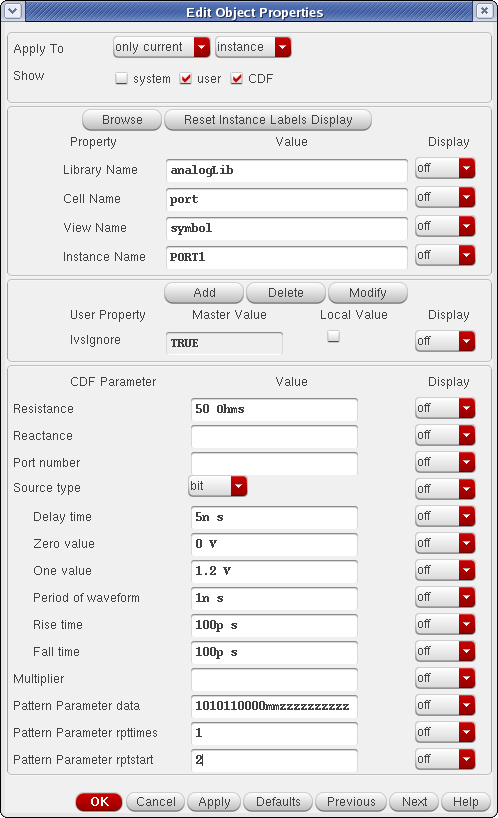 Edit Object Properties
Apply To only current instance
Show system user CDF
Browse Reset Instance Labels Display
Property Value Display
Library Name analogLib off
Cell Name port off
View Name symbol off
Instance Name PORT1 off
Add Delete Modify
User Property Master Value Local Value Display
lvsIgnore TRUE off
CDF Parameter Value Display
Resistance 50 Ohms off
Reactance off
Port number off
Source type bit off
Delay time 5n s off
Zero value 0 V off
One value 1.2 V off
Period of waveform 1n s off
Rise time 100p s off
Fall time 100p s off
Multiplier off
Pattern Parameter data 1010110000mmzzzzzzzzzz off
Pattern Parameter rpttimes 1 off
Pattern Parameter rptstart 2 off
OK Cancel Apply Defaults Previous Next Help